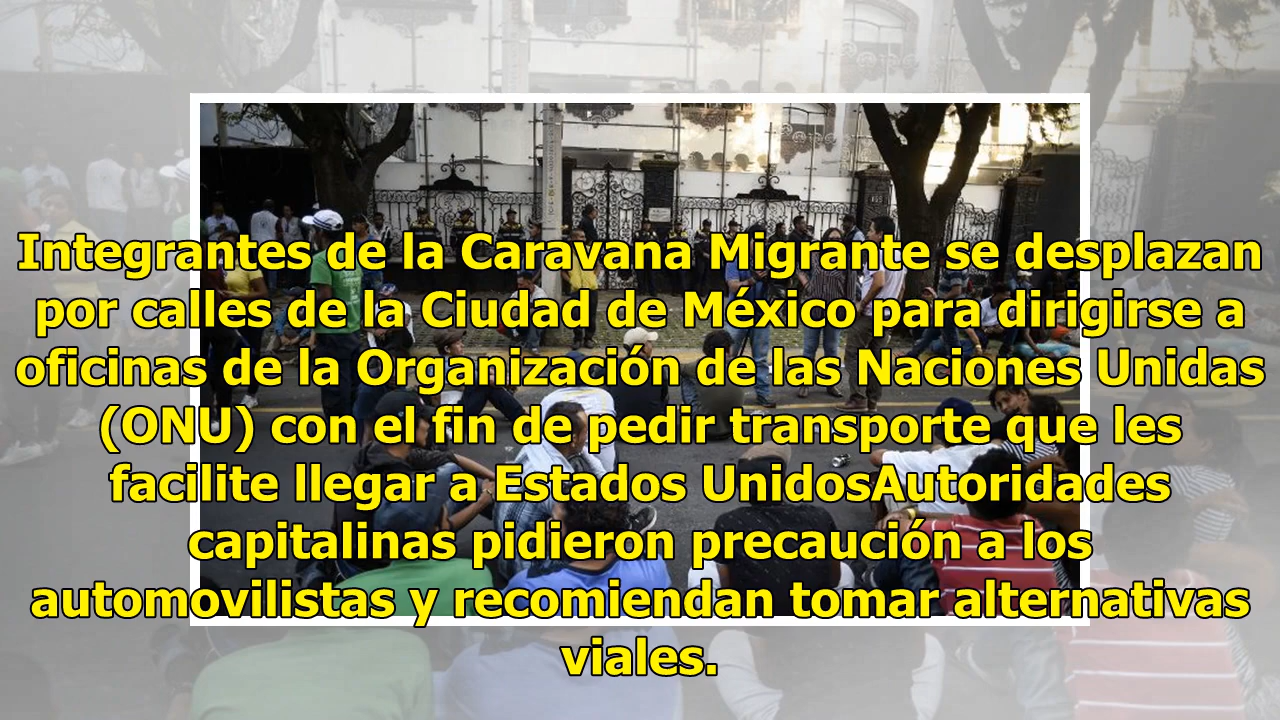 Integrantes de la Caravana Migrante se desplazan
por calles de la Ciudad de México para dirigirse a
oficinas de la Organización de las Naciones Unidas
(ONU) con el fin de pedir transporte que les
facilite llegar a Estados UnidosAutoridades
capitalinas pidieron precaución a los
automovilistas y recomiendan tomar alternativas
viales.